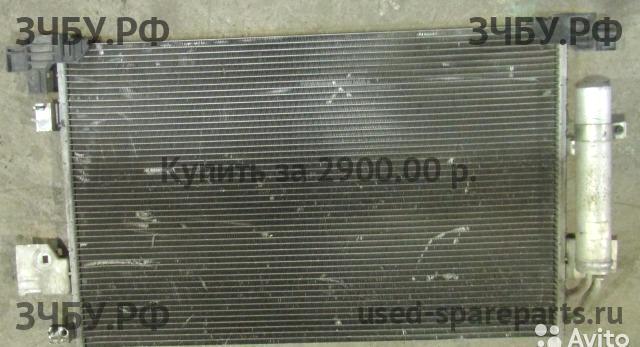 ЗЧБУ.РФ ЗЧБУ.РФ
Купить за 2900.00 р.
ЗЧБУ.РФ used-spareparts.ru
Avito